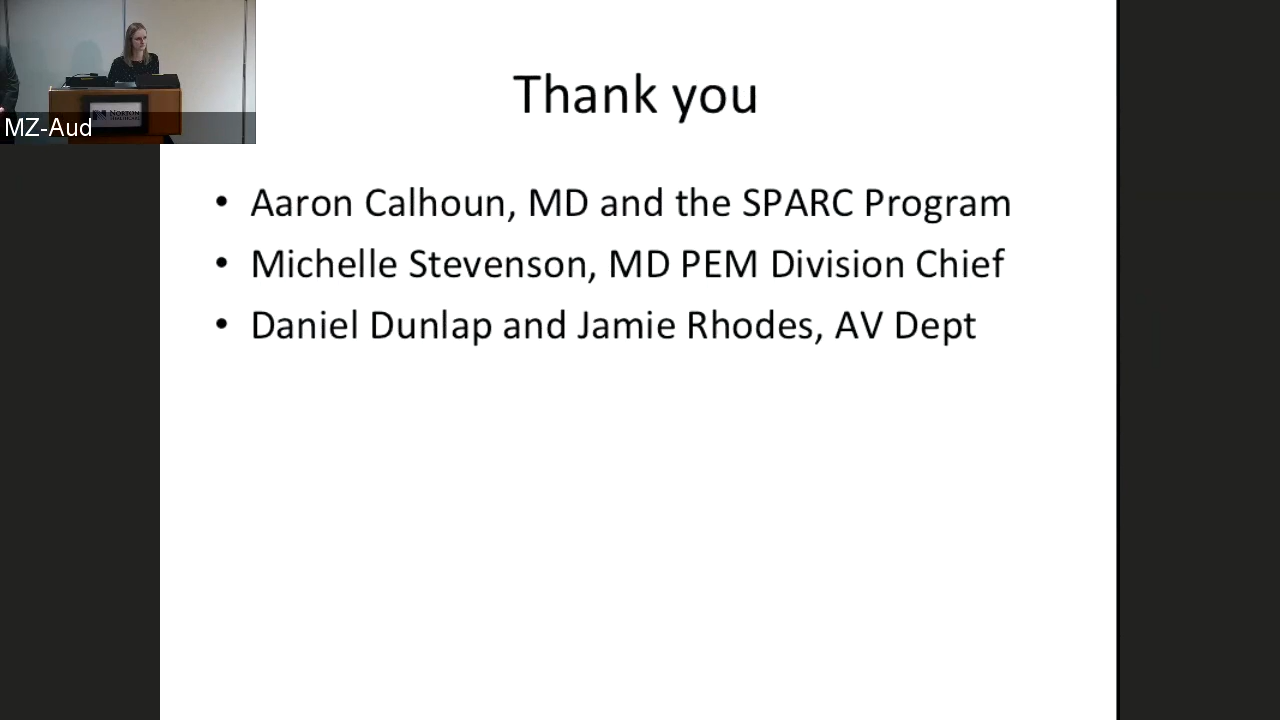 NORTON
MZ-Aud
Thank you
• Aaron Calhoun, MD and the SPARC Program
• Michelle Stevenson, MD PEM Division Chief
• Daniel Dunlap and Jamie Rhodes, AV Dept